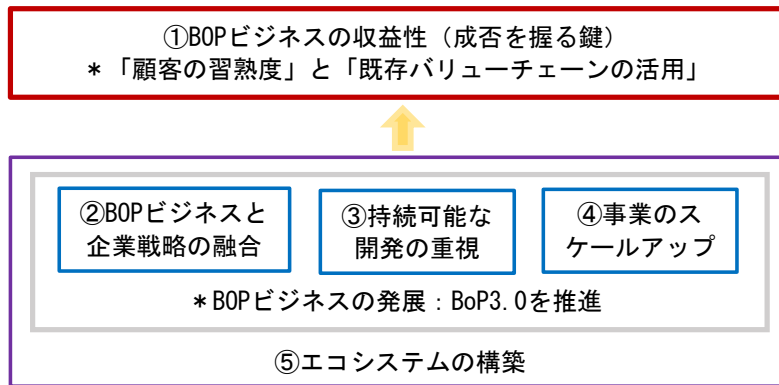 ①BOPビジネスの収益性（成否を握る鍵）
＊「顧客の習熟度」と「既存バリューチェーンの活用」
②BOPビジネスと
企業戦略の融合
③持続可能な
開発の重視
④事業のス
ケールアップ
＊BOPビジネスの発展：BoP3.0を推進
⑤エコシステムの構築